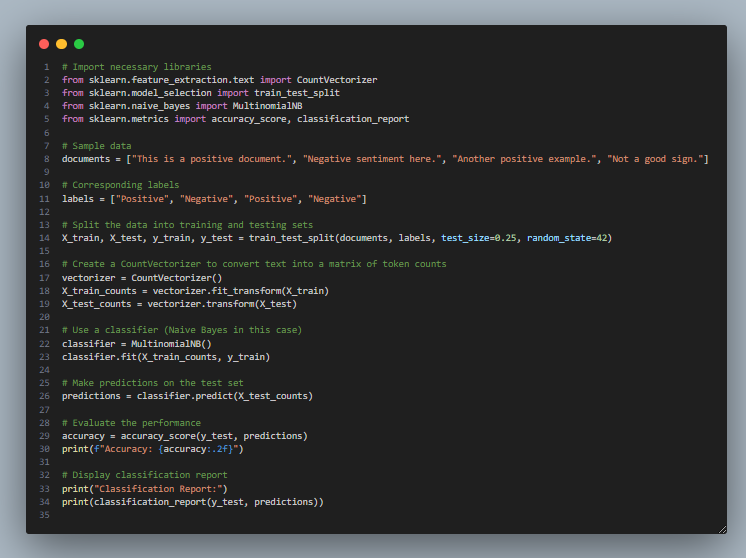 1 # Import necessary libraries
2 from sklearn.feature_extraction.text import CountVectorizer
3 from sklearn.model_selection import train_test_split
4 from sklearn.naive_bayes import MultinomialNB
5 from sklearn.metrics import accuracy_score, classification_report
6
7 # Sample data
8 documents = ["This is a positive document.", "Negative sentiment here.", "Another positive example.", "Not a good sign."]
9
10 # Corresponding labels
11 labels = ["Positive", "Negative", "Positive", "Negative"]
12
13 # Split the data into training and testing sets
14 X_train, X_test, y_train, y_test = train_test_split(documents, labels, test_size=0.25, random_state=42)
15
16 # Create a CountVectorizer to convert text into a matrix of token counts
17 vectorizer = CountVectorizer()
18 X_train_counts = vectorizer.fit_transform(X_train)
19 X_test_counts = vectorizer.transform(X_test)
20
21 # Use a classifier (Naive Bayes in this case)
22 classifier = MultinomialNB()
23 classifier.fit(X_train_counts, y_train)
24
25 # Make predictions on the test set
26 predictions = classifier.predict(X_test_counts)
27
28 # Evaluate the performance
29 accuracy = accuracy_score(y_test, predictions)
30 print(f"Accuracy: {accuracy:.2f}")
31
32 # Display classification report
33 print("Classification Report:")
34 print(classification_report(y_test, predictions))
35